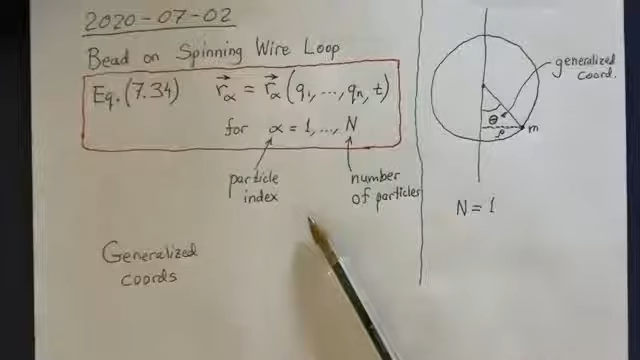 2020-07-02
Bead on Spinning Wire Loop
Eq. (7.34) r⃗α = r⃗α (q1, ..., qn, t)
for α = 1, ..., N
particle index
number of particles
Generalized coords
generalized coord.
θ
ρ
m
N = 1